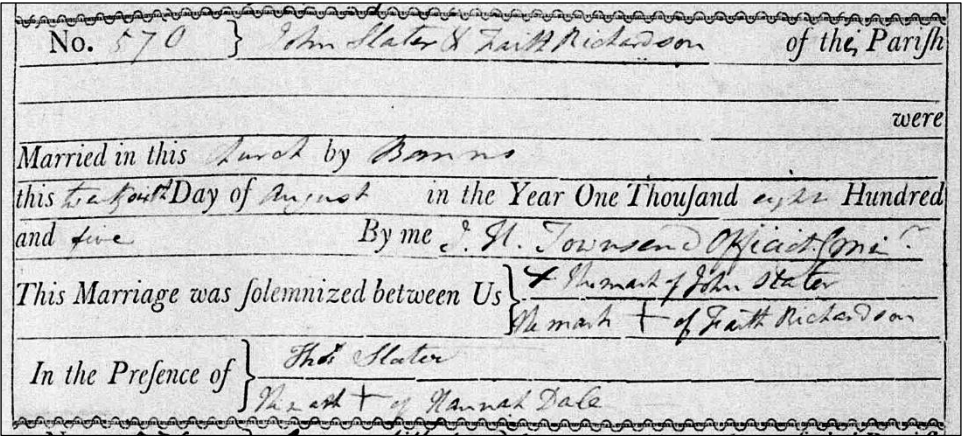 No. 570 } John Slater & Faith Richardson of the Pariſh
were
Married in this Church by Banns
this Day of August in the Year One Thouſand eight Hundred
and five By me J. H. Townsend
This Marriage was ſolemnized between Us } X The mark of John Slater
The mark + of Faith Richardson
In the Preſence of } Thos Slater
The mark + of Hannah Dale